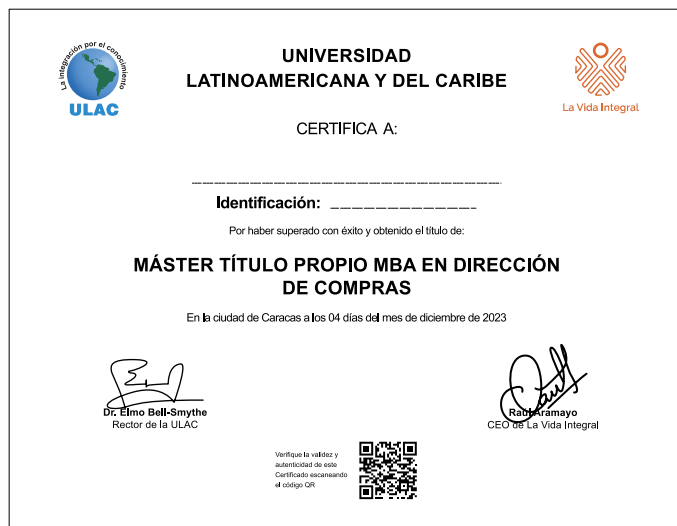 La integración por el conocimiento
ULAC
UNIVERSIDAD
LATINOAMERICANA Y DEL CARIBE
La Vida Integral
CERTIFICA A:
Identificación:
Por haber superado con éxito y obtenido el título de:
MÁSTER TÍTULO PROPIO MBA EN DIRECCIÓN
DE COMPRAS
En la ciudad de Caracas a los 04 días del mes de diciembre de 2023
Dr. Elmo Bell-Smythe
Rector de la ULAC
Raúl Aramayo
CEO de La Vida Integral
Verifique la validez y
autenticidad de este
Certificado escaneando
el código QR